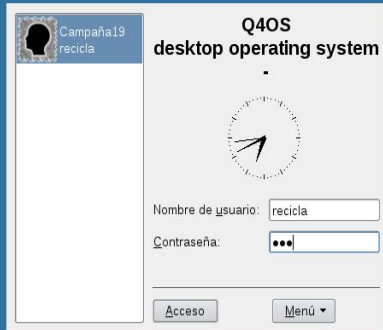 Campaña19
recicla
Q4OS
desktop operating system
-
Nombre de usuario: recicla
Contraseña: •••
Acceso
Menú